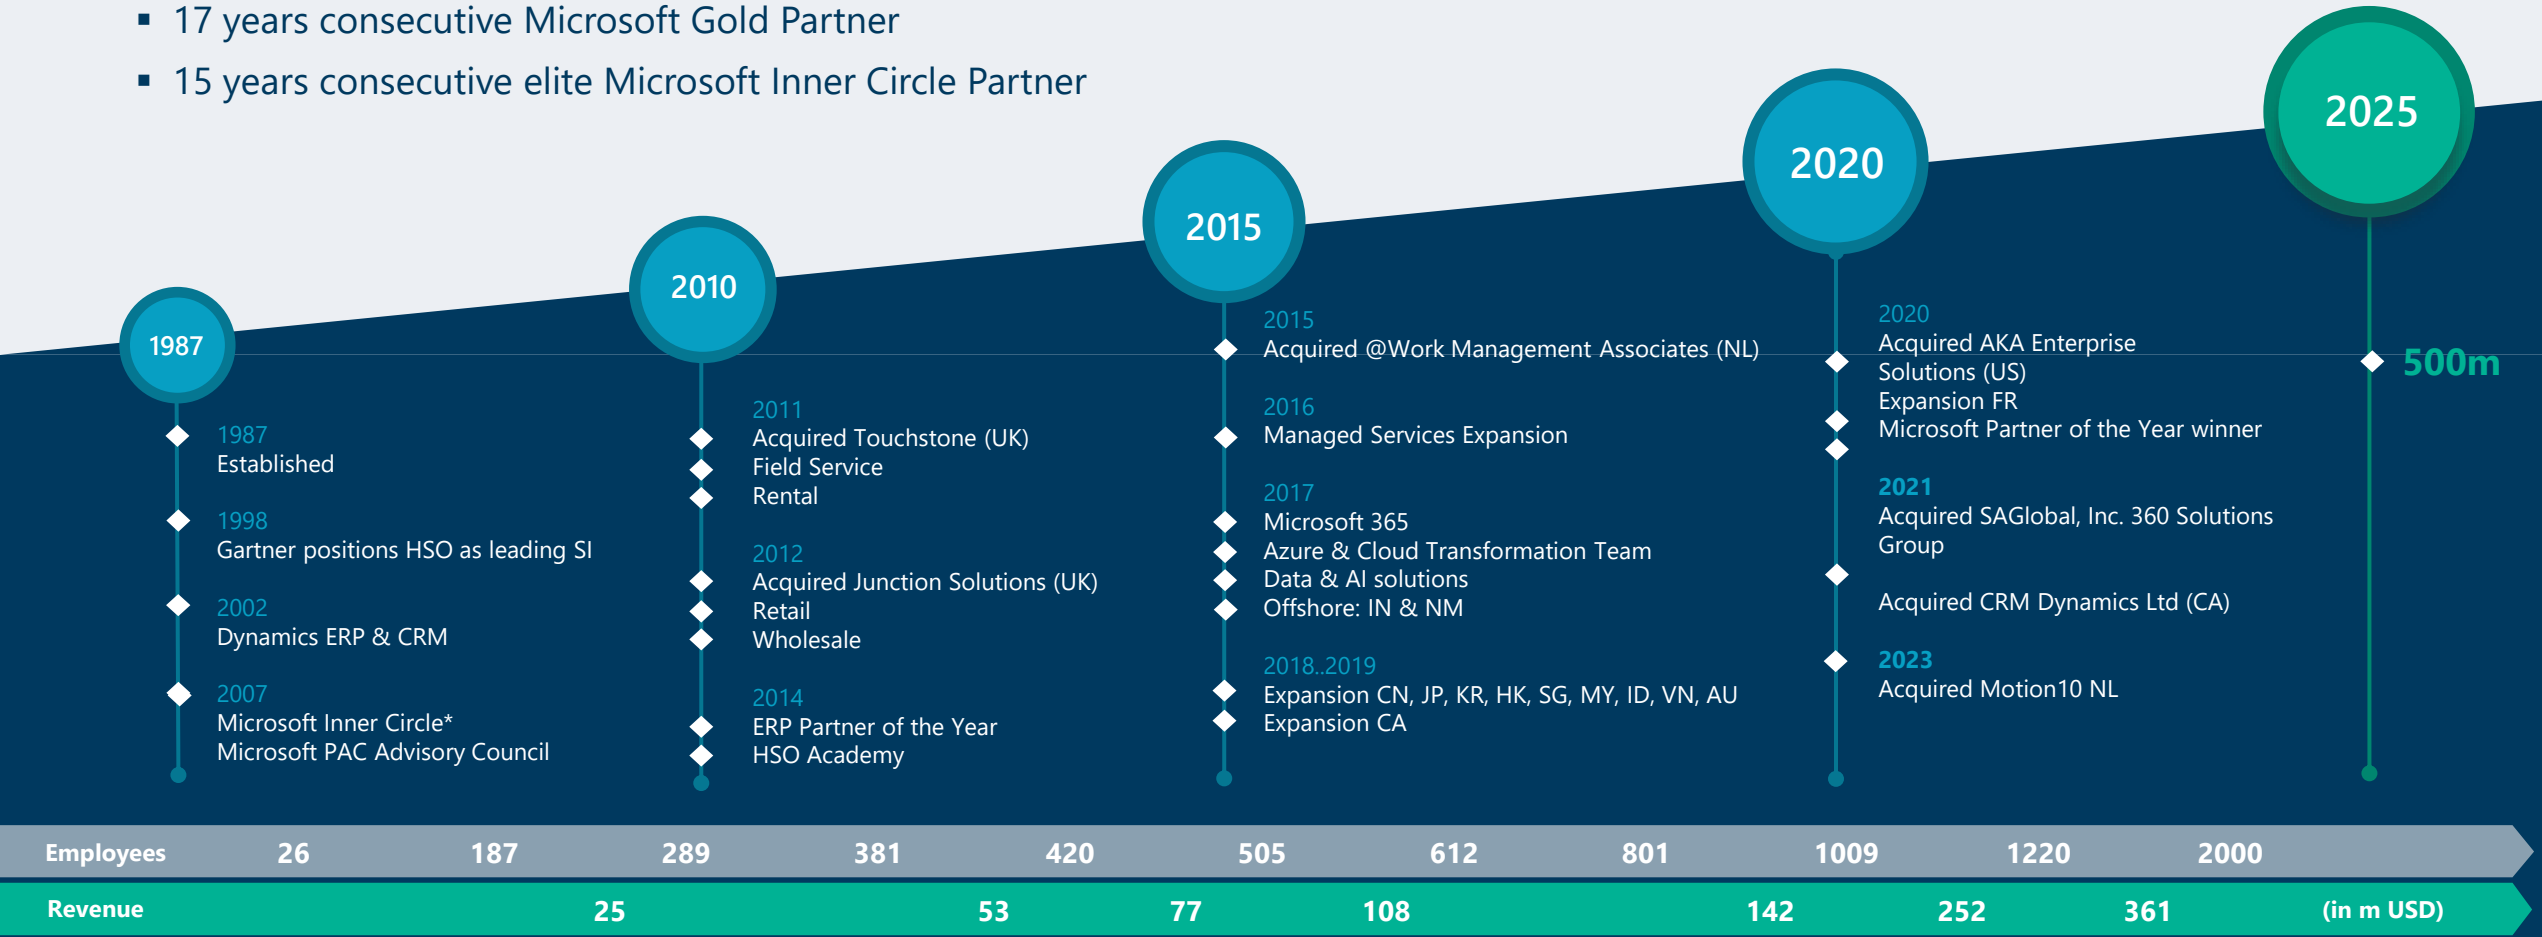 ▪ 17 years consecutive Microsoft Gold Partner
▪ 15 years consecutive elite Microsoft Inner Circle Partner
1987
1987
Established
1998
Gartner positions HSO as leading SI
2002
Dynamics ERP & CRM
2007
Microsoft Inner Circle*
Microsoft PAC Advisory Council
2010
2011
Acquired Touchstone (UK)
Field Service
Rental
2012
Acquired Junction Solutions (UK)
Retail
Wholesale
2014
ERP Partner of the Year
HSO Academy
2015
2015
Acquired @Work Management Associates (NL)
2016
Managed Services Expansion
2017
Microsoft 365
Azure & Cloud Transformation Team
Data & AI solutions
Offshore: IN & NM
2018..2019
Expansion CN, JP, KR, HK, SG, MY, ID, VN, AU
Expansion CA
2020
2020
Acquired AKA Enterprise
Solutions (US)
Expansion FR
Microsoft Partner of the Year winner
2021
Acquired SAGlobal, Inc. 360 Solutions
Group
Acquired CRM Dynamics Ltd (CA)
2023
Acquired Motion10 NL
2025
500m
Employees 26 187 289 381 420 505 612 801 1009 1220 2000
Revenue 25 53 77 108 142 252 361 (in m USD)